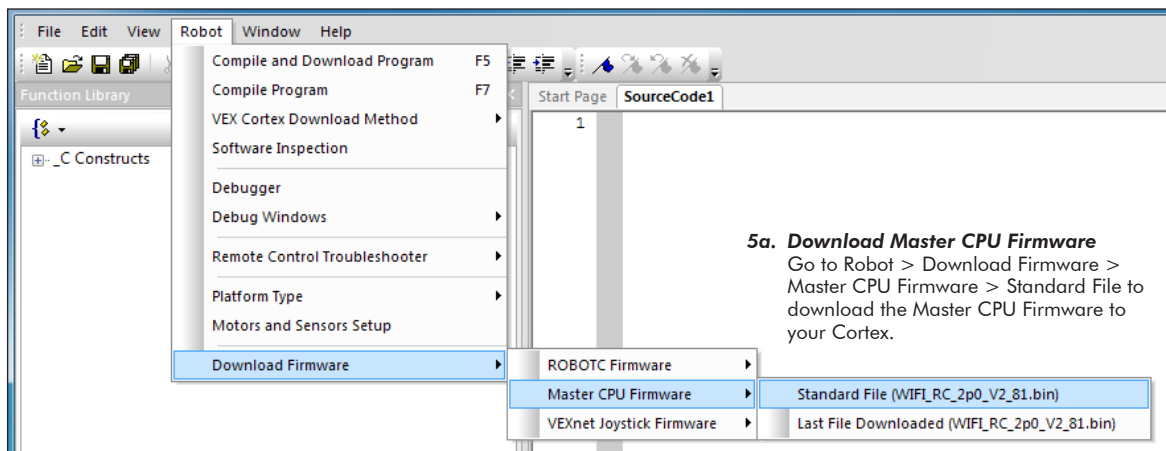 File Edit View Robot Window Help
Function Library
_C Constructs
Compile and Download Program F5
Compile Program F7
VEX Cortex Download Method
Software Inspection
Debugger
Debug Windows
Remote Control Troubleshooter
Platform Type
Motors and Sensors Setup
Download Firmware
ROBOTC Firmware
Master CPU Firmware
VEXnet Joystick Firmware
Standard File (WIFI_RC_2p0_V2_81.bin)
Last File Downloaded (WIFI_RC_2p0_V2_81.bin)
Start Page SourceCode1
1
5a. Download Master CPU Firmware
Go to Robot > Download Firmware >
Master CPU Firmware > Standard File to
download the Master CPU Firmware to
your Cortex.